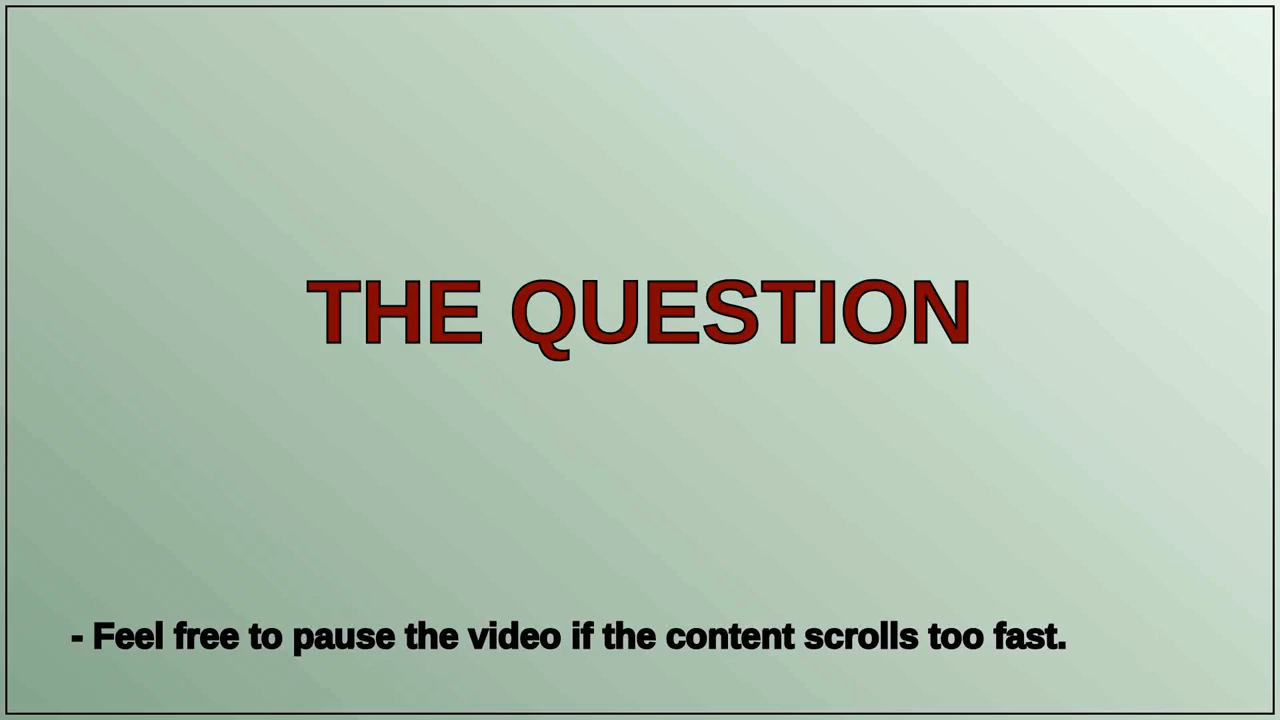 THE QUESTION
- Feel free to pause the video if the content scrolls too fast.